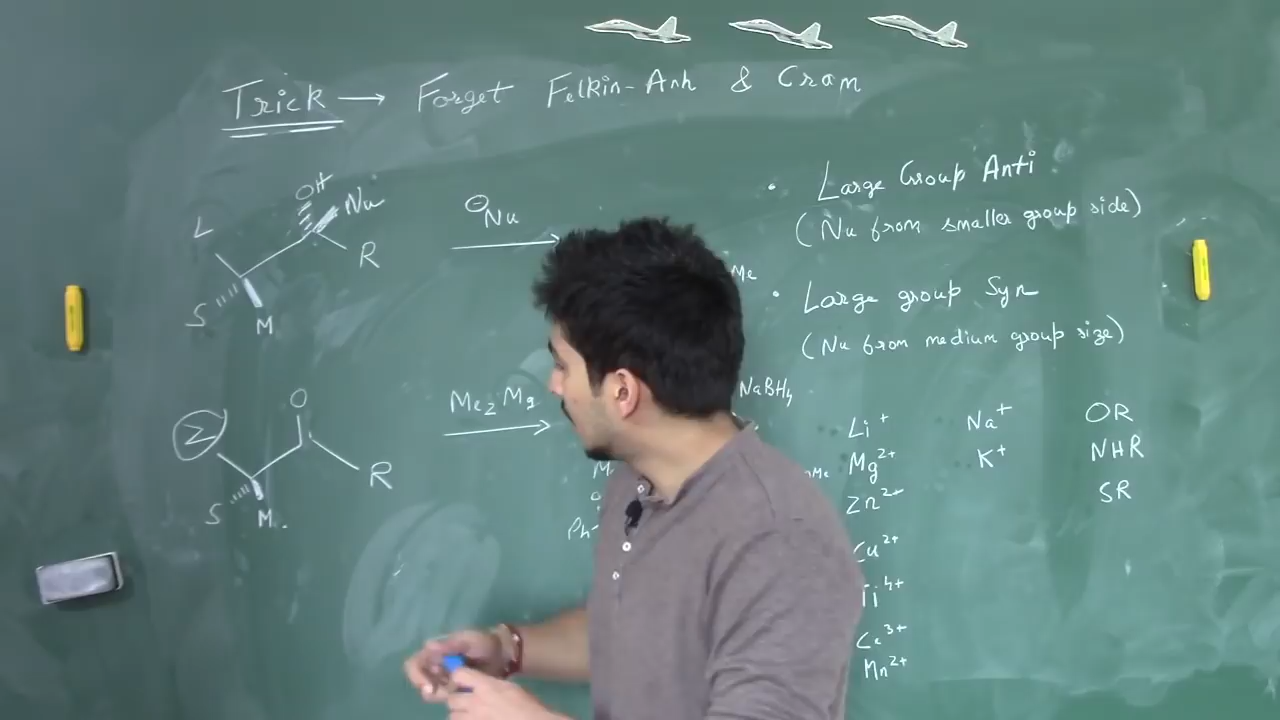 Trick → Forget Felkin-Anh & Cram
OH
Nu
L
R
S
M
⊖Nu
Me
• Large Group Anti
(Nu from smaller group side)
• Large group Syn
(Nu from medium group size)
O
2
R
S
M
Me2Mg
NaBH4
OMe
Ph
Li+ Na+ OR
Mg2+ K+ NHR
Zn2+ SR
Cu2+
Ti4+
Ce3+
Mn2+